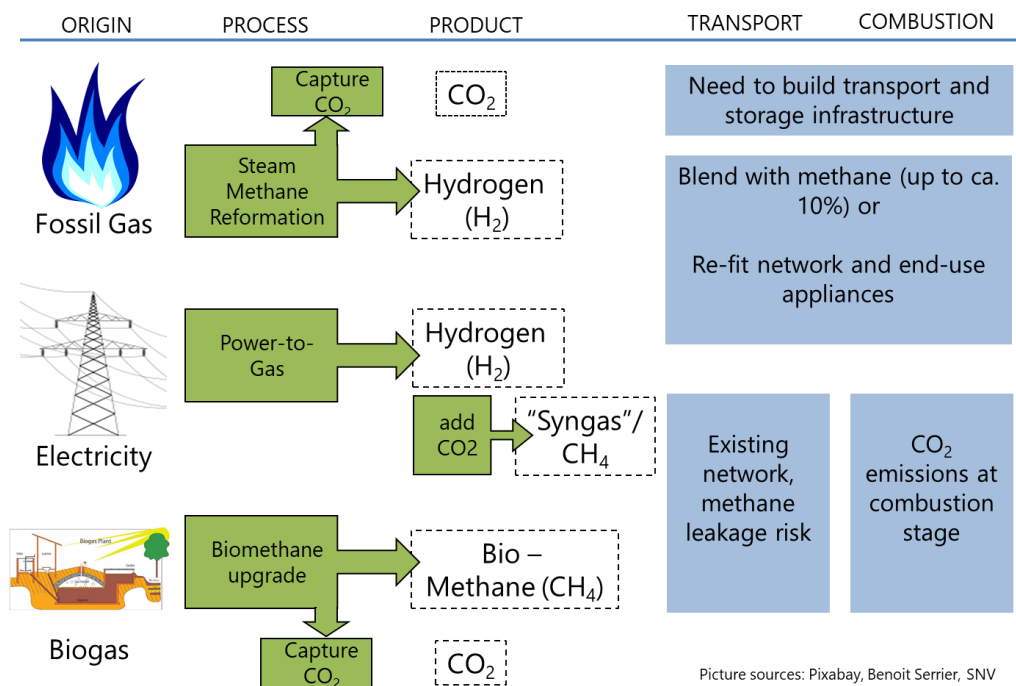 ORIGIN PROCESS PRODUCT TRANSPORT COMBUSTION
Capture
CO₂
CO₂
Need to build transport and
storage infrastructure
Steam
Methane
Reformation
Hydrogen
(H₂)
Fossil Gas
Blend with methane (up to ca.
10%) or
Re-fit network and end-use
appliances
Power-to-
Gas
Hydrogen
(H₂)
add
CO2
“Syngas”/
CH₄
Electricity
Existing
network,
methane
leakage risk
CO₂
emissions at
combustion
stage
Biogas Plant
Biomethane
upgrade
Bio –
Methane (CH₄)
Biogas
Capture
CO₂
CO₂
Picture sources: Pixabay, Benoit Serrier, SNV